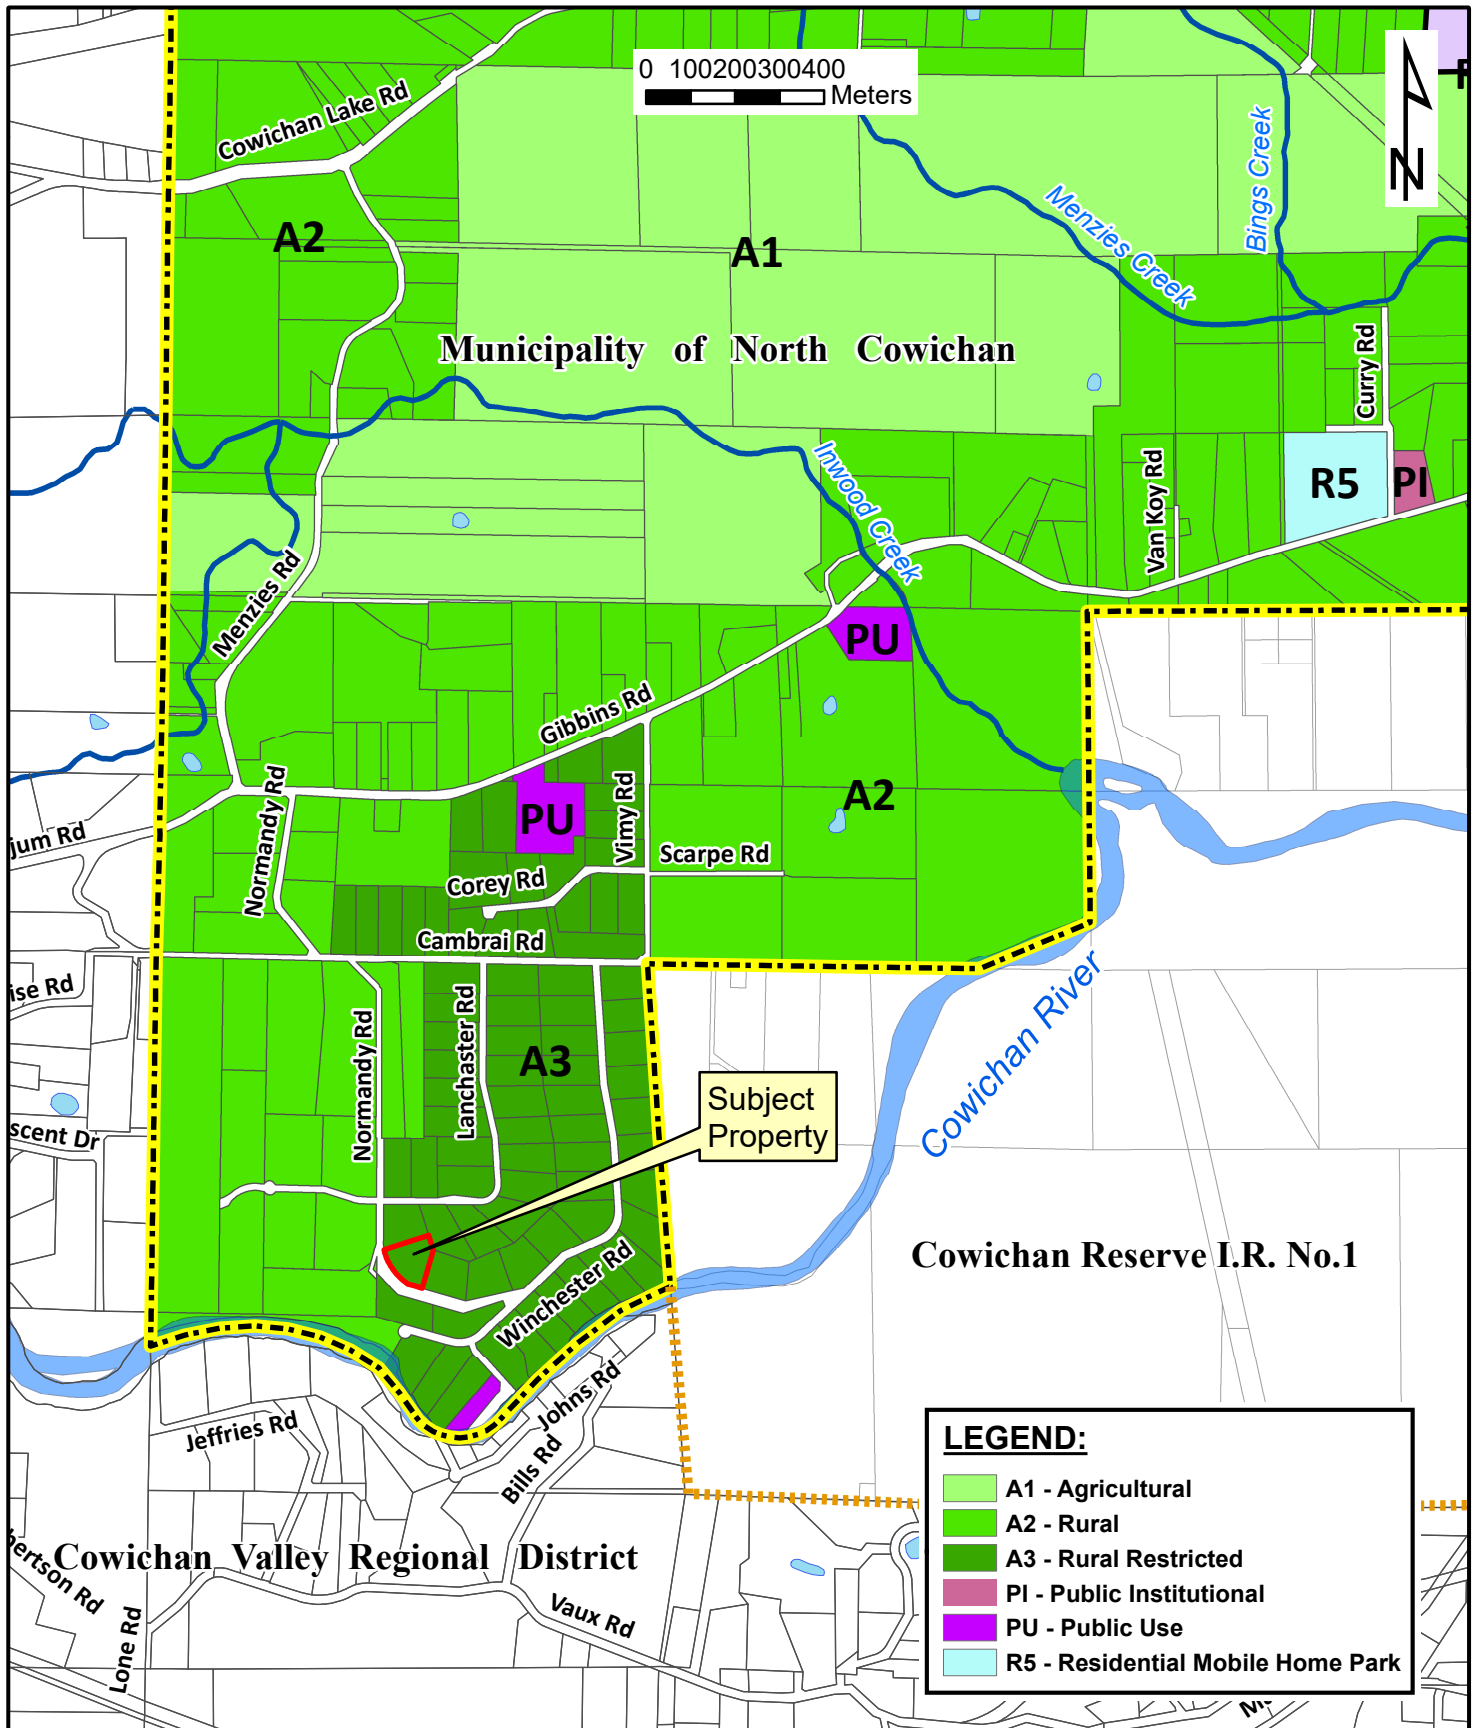 0 100200300400
Meters
N
Cowichan Lake Rd
Bings Creek
Menzies Creek
A2
A1
Municipality of North Cowichan
Curry Rd
Inwood Creek
Van Koy Rd
R5
PI
Menzies Rd
PU
Gibbins Rd
Normandy Rd
PU
Vimy Rd
A2
jum Rd
Scarpe Rd
Corey Rd
Cambrai Rd
ise Rd
Cowichan River
Normandy Rd
Lanchaster Rd
A3
Subject
Property
scent Dr
Winchester Rd
Cowichan Reserve I.R. No.1
Johns Rd
Jeffries Rd
Bills Rd
LEGEND:
A1 - Agricultural
A2 - Rural
A3 - Rural Restricted
PI - Public Institutional
PU - Public Use
R5 - Residential Mobile Home Park
Cowichan Valley Regional District
bertson Rd
Vaux Rd
Lone Rd